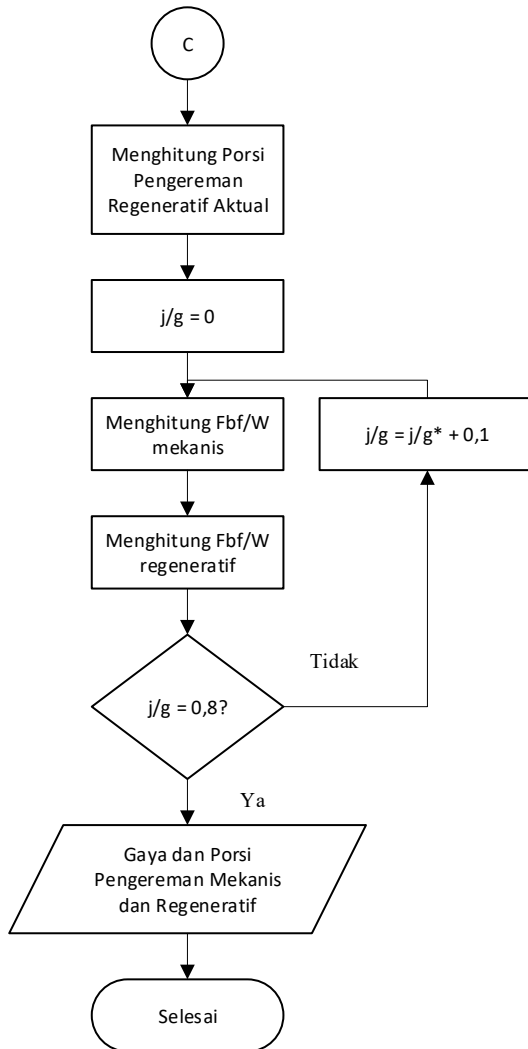 C
Menghitung Porsi
Pengereman
Regeneratif Aktual
j/g = 0
Menghitung Fbf/W
mekanis
j/g = j/g* + 0,1
Menghitung Fbf/W
regeneratif
Tidak
j/g = 0,8?
Ya
Gaya dan Porsi
Pengereman Mekanis
dan Regeneratif
Selesai